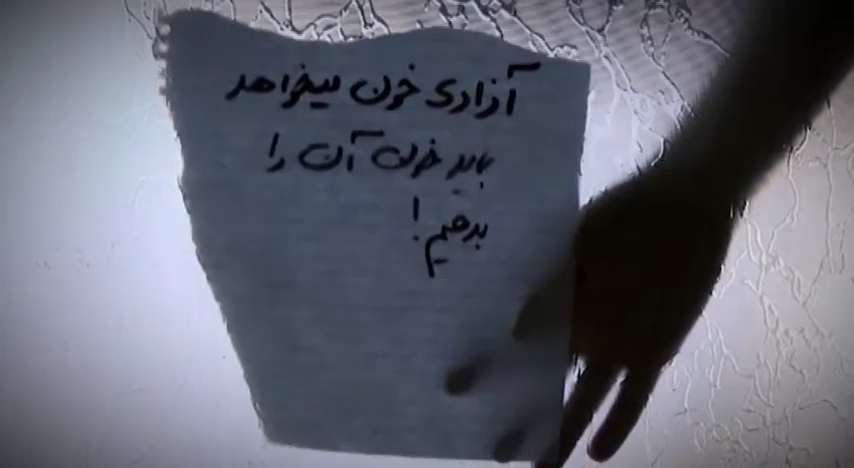 آزادی خون میخواهد
باید خون آن را
بدهیم!